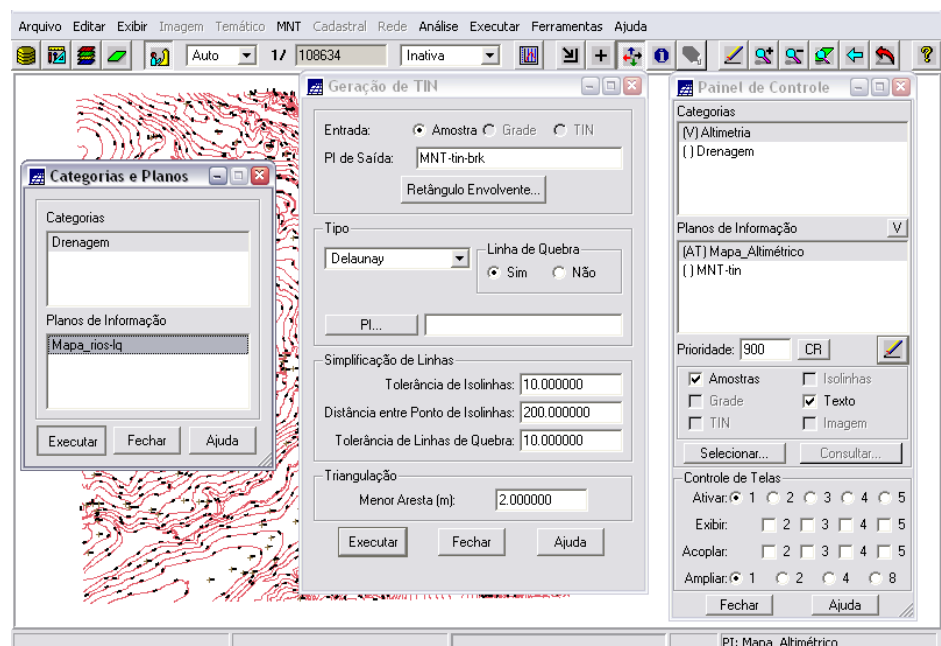 Arquivo Editar Exibir Imagem Temático MNT Cadastral Rede Análise Executar Ferramentas Ajuda
Auto 1/ 108634 Inativa
Categorias e Planos
Categorias
Drenagem
Planos de Informação
Mapa_rios-lq
Executar Fechar Ajuda
Geração de TIN
Entrada: Amostra Grade TIN
PI de Saída: MNT-tin-brk
Retângulo Envolvente...
Tipo
Delaunay
Linha de Quebra
Sim Não
PI...
Simplificação de Linhas
Tolerância de Isolinhas: 10.000000
Distância entre Ponto de Isolinhas: 200.000000
Tolerância de Linhas de Quebra: 10.000000
Triangulação
Menor Aresta (m): 2.000000
Executar Fechar Ajuda
Painel de Controle
Categorias
(V) Altimetria
( ) Drenagem
Planos de Informação V
(AT) Mapa_Altimétrico
( ) MNT-tin
Prioridade: 900 CR
Amostras Isolinhas
Grade Texto
TIN Imagem
Selecionar... Consultar...
Controle de Telas
Ativar: 1 2 3 4 5
Exibir: 2 3 4 5
Acoplar: 2 3 4 5
Ampliar: 1 2 4 8
Fechar Ajuda
PI: Mapa_Altimétrico